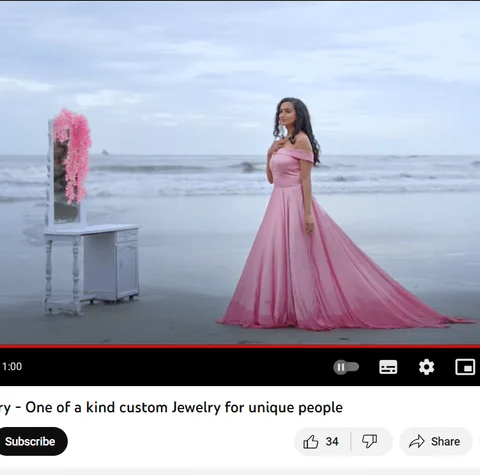 1:00
ry - One of a kind custom Jewelry for unique people
Subscribe
34
Share